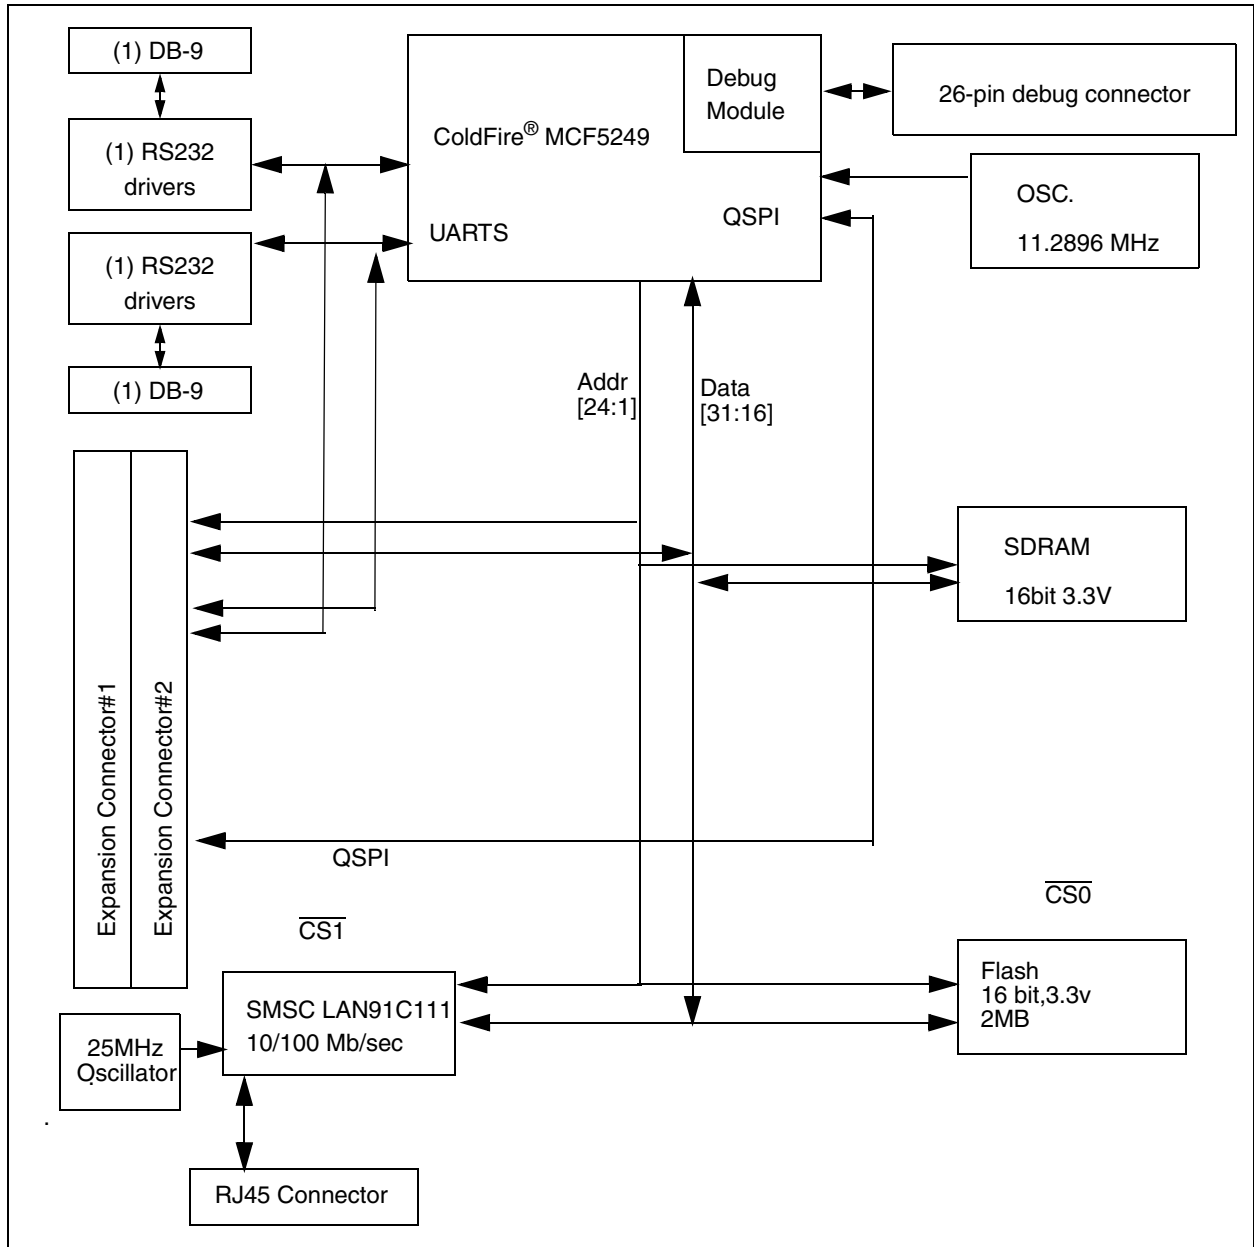 (1) DB-9
(1) RS232
drivers
UARTS
(1) RS232
drivers
(1) DB-9
ColdFire® MCF5249
Debug
Module
QSPI
26-pin debug connector
OSC.
11.2896 MHz
Addr
[24:1]
Data
[31:16]
SDRAM
16bit 3.3V
Expansion Connector#1
Expansion Connector#2
QSPI
CS1
CS0
SMSC LAN91C111
10/100 Mb/sec
Flash
16 bit,3.3v
2MB
25MHz
Oscillator
.
RJ45 Connector